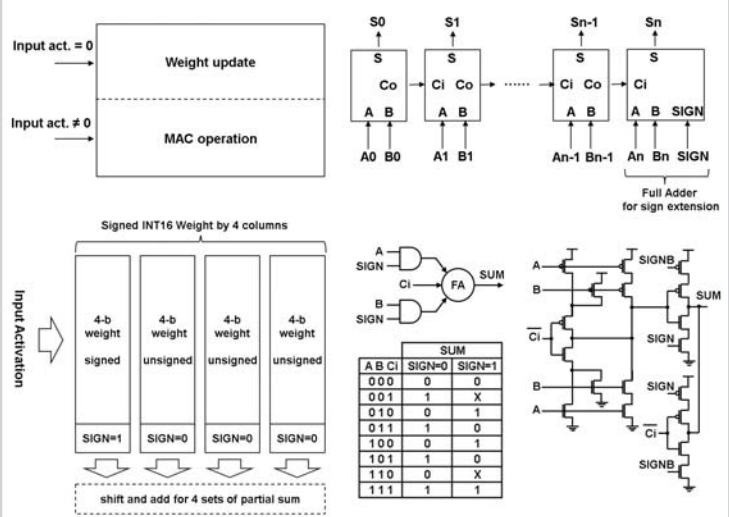 Input act. = 0
Weight update
Input act. ≠ 0
MAC operation
S0 S1 Sn-1 Sn
S S S S
Co Ci Co Ci Co Ci
A B A B A B A B SIGN
A0 B0 A1 B1 An-1 Bn-1 An Bn SIGN
......
Full Adder
for sign extension
Signed INT16 Weight by 4 columns
Input Activation
4-b 4-b 4-b 4-b
weight weight weight weight
signed unsigned unsigned unsigned
SIGN=1 SIGN=0 SIGN=0 SIGN=0
shift and add for 4 sets of partial sum
A
SIGN
Ci FA SUM
B
SIGN
SUM
A B Ci SIGN=0 SIGN=1
0 0 0 0 0
0 0 1 1 X
0 1 0 0 1
0 1 1 1 0
1 0 0 0 1
1 0 1 1 0
1 1 0 0 X
1 1 1 1 1
A
B
C̅i̅
B
A
SIGNB
SUM
SIGN
SIGN
C̅i̅
SIGNB